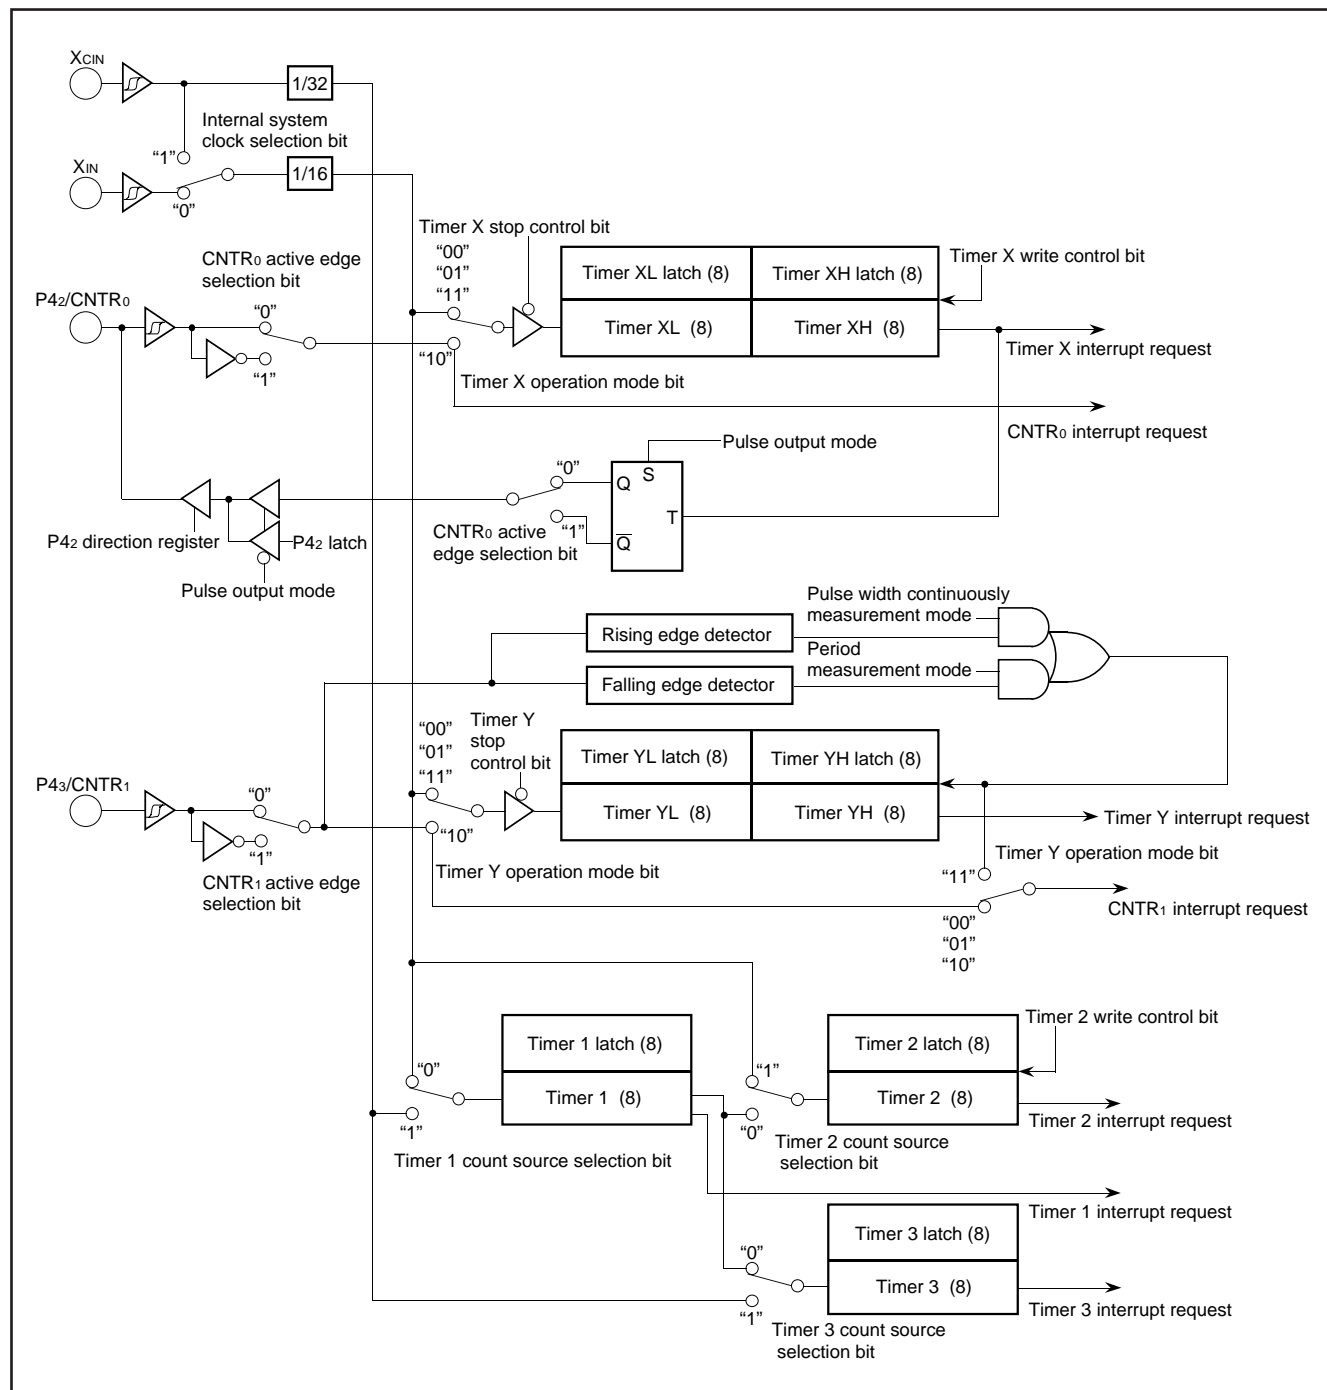 XCIN
1/32
Internal system
clock selection bit
“1”
XIN
1/16
“0”
Timer X stop control bit
“00”
“01”
“11”
Timer XL latch (8)
Timer XH latch (8)
Timer X write control bit
CNTR0 active edge
selection bit
P42/CNTR0
“0”
“1”
Timer XL (8)
Timer XH (8)
“10”
Timer X operation mode bit
Timer X interrupt request
CNTR0 interrupt request
Pulse output mode
“0”
Q
S
T
“1”
Q
CNTR0 active
edge selection bit
P42 direction register
P42 latch
Pulse output mode
Pulse width continuously
measurement mode
Rising edge detector
Period
measurement mode
Falling edge detector
“00”
“01”
“11”
Timer Y
stop
control bit
Timer YL latch (8)
Timer YH latch (8)
P43/CNTR1
“0”
“1”
CNTR1 active edge
selection bit
Timer YL (8)
Timer YH (8)
Timer Y interrupt request
“10”
Timer Y operation mode bit
Timer Y operation mode bit
“11”
CNTR1 interrupt request
“00”
“01”
“10”
Timer 1 latch (8)
Timer 2 latch (8)
Timer 2 write control bit
“0”
Timer 1 (8)
“1”
Timer 2 (8)
“1”
“0”
Timer 2 interrupt request
Timer 1 count source selection bit
Timer 2 count source
selection bit
Timer 1 interrupt request
Timer 3 latch (8)
“0”
Timer 3 (8)
“1”
Timer 3 interrupt request
Timer 3 count source
selection bit